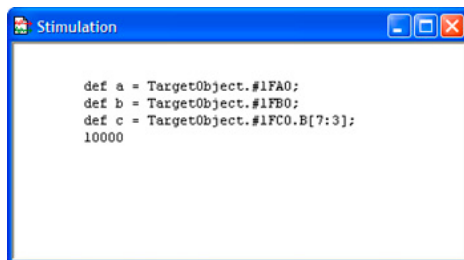 Stimulation
def a = TargetObject.#1FA0;
def b = TargetObject.#1FB0;
def c = TargetObject.#1FC0.B[7:3];
10000